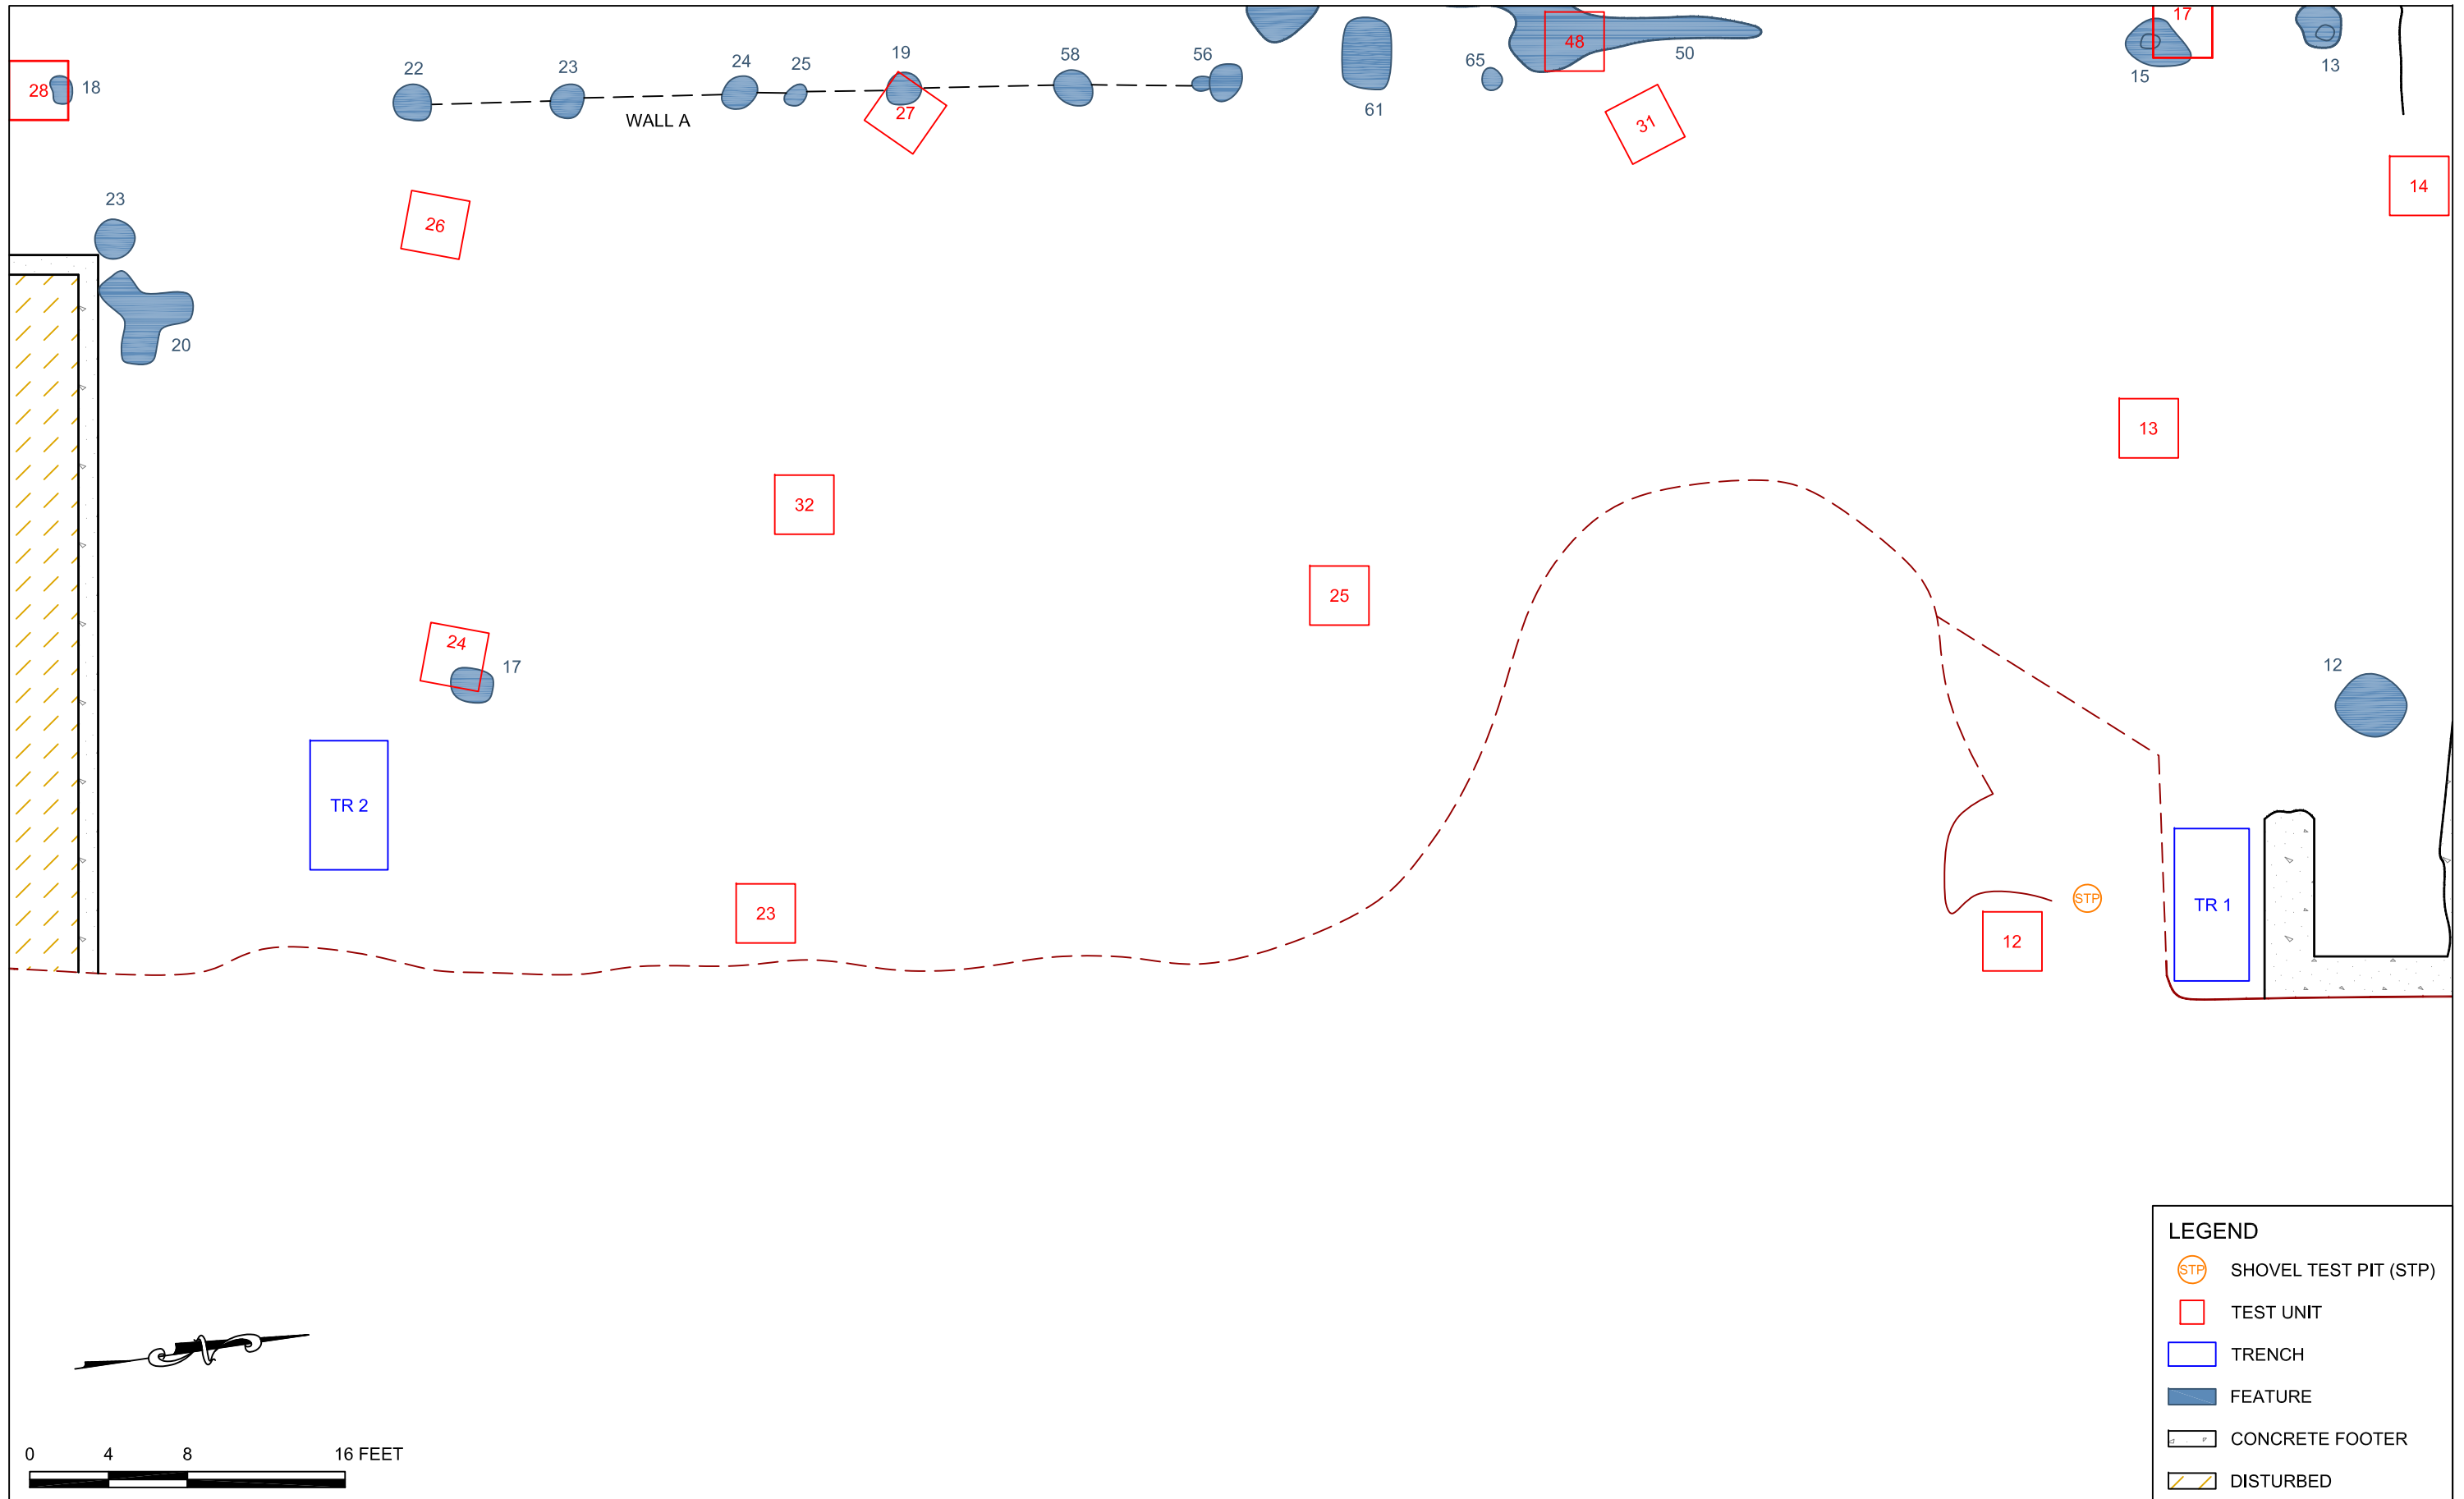 17
48
50
13
15
28
18
22
23
24
25
19
58
56
65
61
27
WALL A
31
14
23
26
20
13
32
25
24
17
12
TR 2
23
12
STP
TR 1
LEGEND
STP SHOVEL TEST PIT (STP)
TEST UNIT
TRENCH
FEATURE
CONCRETE FOOTER
DISTURBED
0 4 8 16 FEET